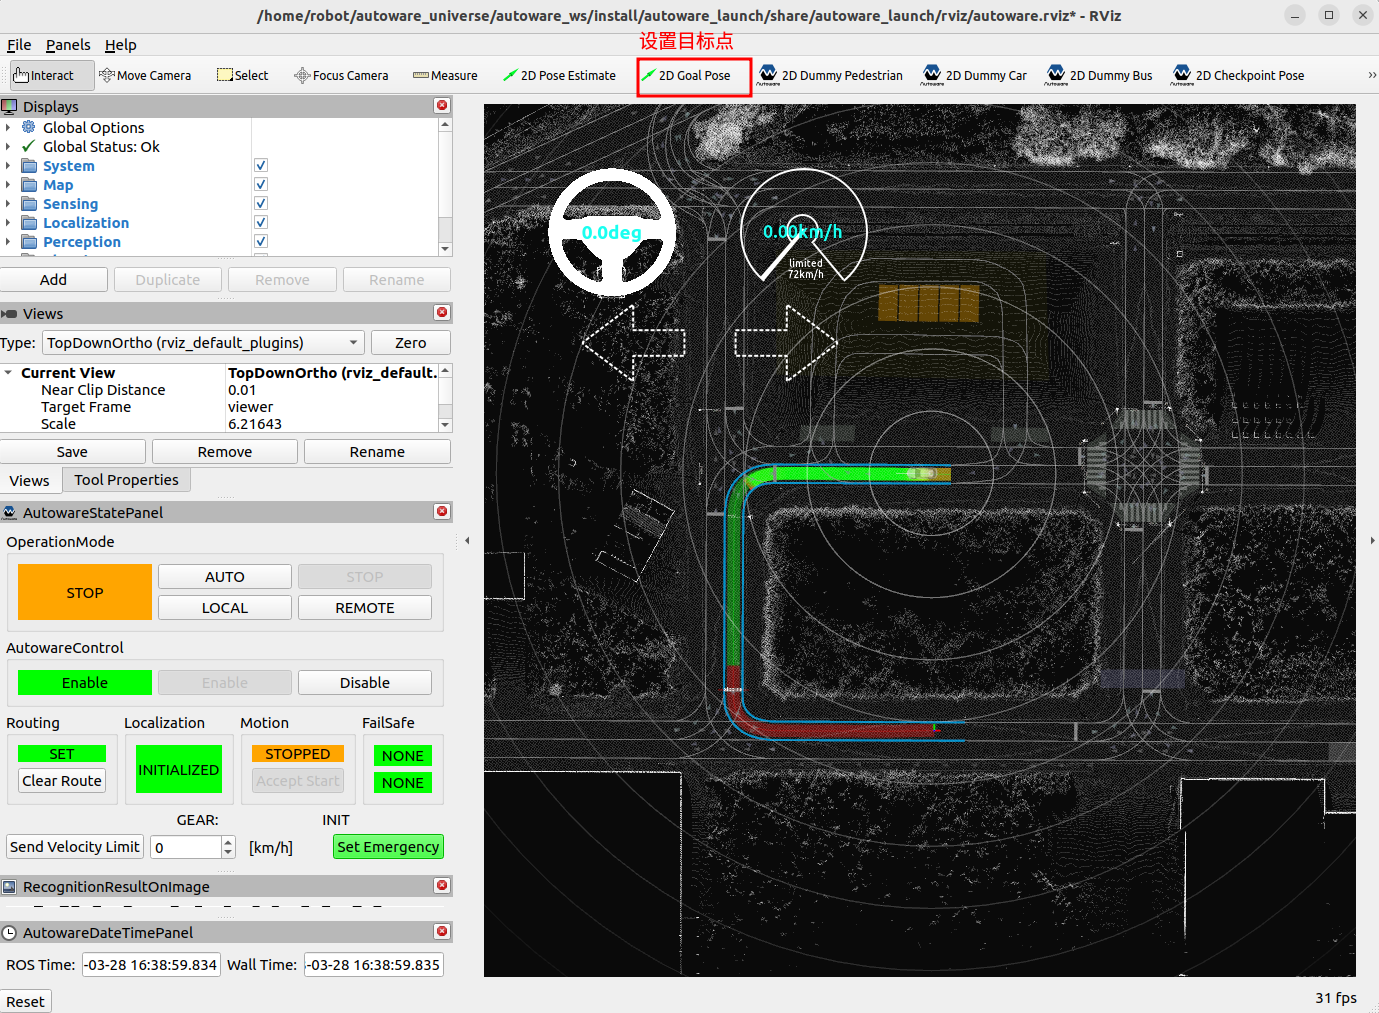 /home/robot/autoware_universe/autoware_ws/install/autoware_launch/share/autoware_launch/rviz/autoware.rviz* - RViz
File Panels Help
设置目标点
Interact Move Camera Select Focus Camera Measure 2D Pose Estimate 2D Goal Pose 2D Dummy Pedestrian 2D Dummy Car 2D Dummy Bus 2D Checkpoint Pose »
Displays
Global Options
Global Status: Ok
System
Map
Sensing
Localization
Perception
Add Duplicate Remove Rename
Views
Type: TopDownOrtho (rviz_default_plugins) Zero
Current View TopDownOrtho (rviz_default.
Near Clip Distance 0.01
Target Frame viewer
Scale 6.21643
Save Remove Rename
Views Tool Properties
AutowareStatePanel
OperationMode
STOP AUTO STOP
LOCAL REMOTE
AutowareControl
Enable Enable Disable
Routing Localization Motion FailSafe
SET INITIALIZED STOPPED NONE
Clear Route Accept Start NONE
GEAR: INIT
Send Velocity Limit 0 [km/h] Set Emergency
RecognitionResultOnImage
AutowareDateTimePanel
ROS Time: -03-28 16:38:59.834 Wall Time: -03-28 16:38:59.835
Reset
0.0deg
0.00km/h
limited
72km/h
31 fps